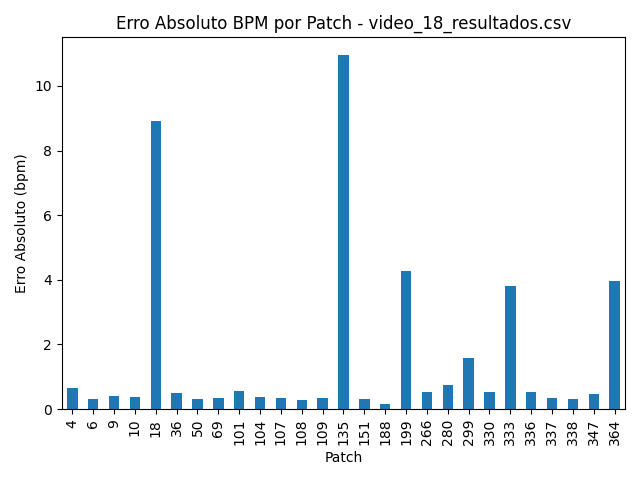 Erro Absoluto BPM por Patch - video_18_resultados.csv
Erro Absoluto (bpm)
10
8
6
4
2
0
4 6 9 10 18 36 50 69 101 104 107 108 109 135 151 188 199 266 280 299 330 333 336 337 338 347 364
Patch